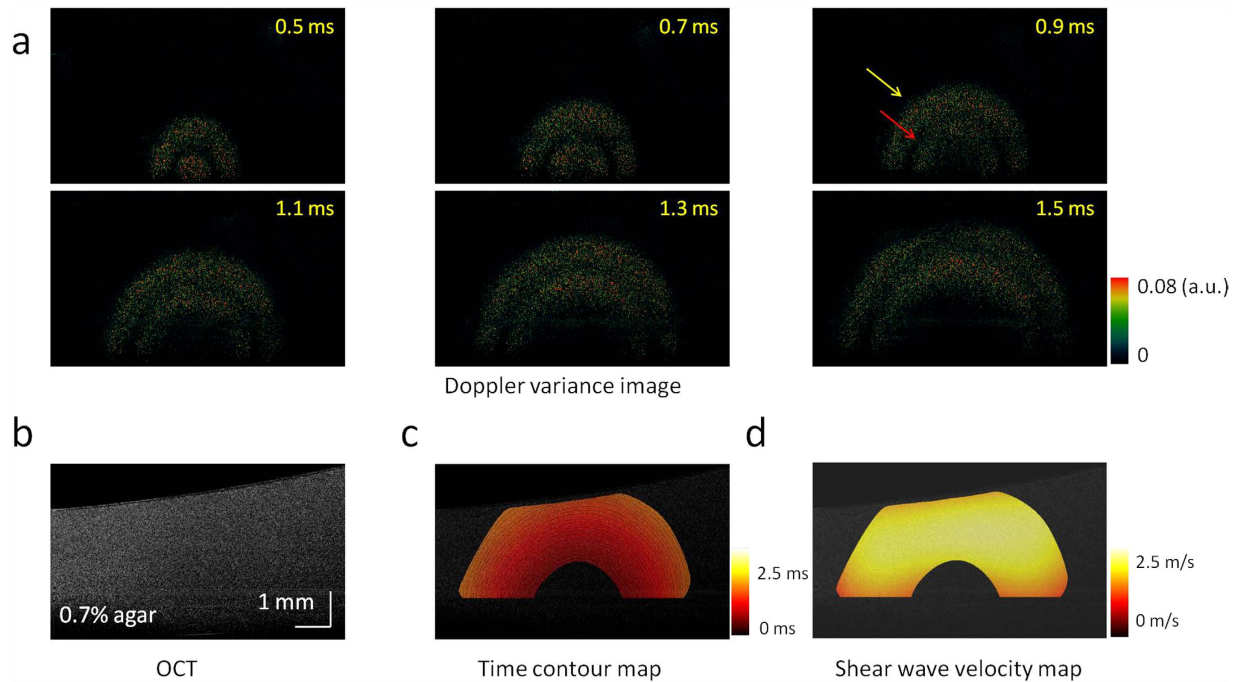 a
0.5 ms
0.7 ms
0.9 ms
1.1 ms
1.3 ms
1.5 ms
0.08 (a.u.)
0
Doppler variance image
b
c
d
0.7% agar
1 mm
2.5 ms
0 ms
2.5 m/s
0 m/s
OCT
Time contour map
Shear wave velocity map